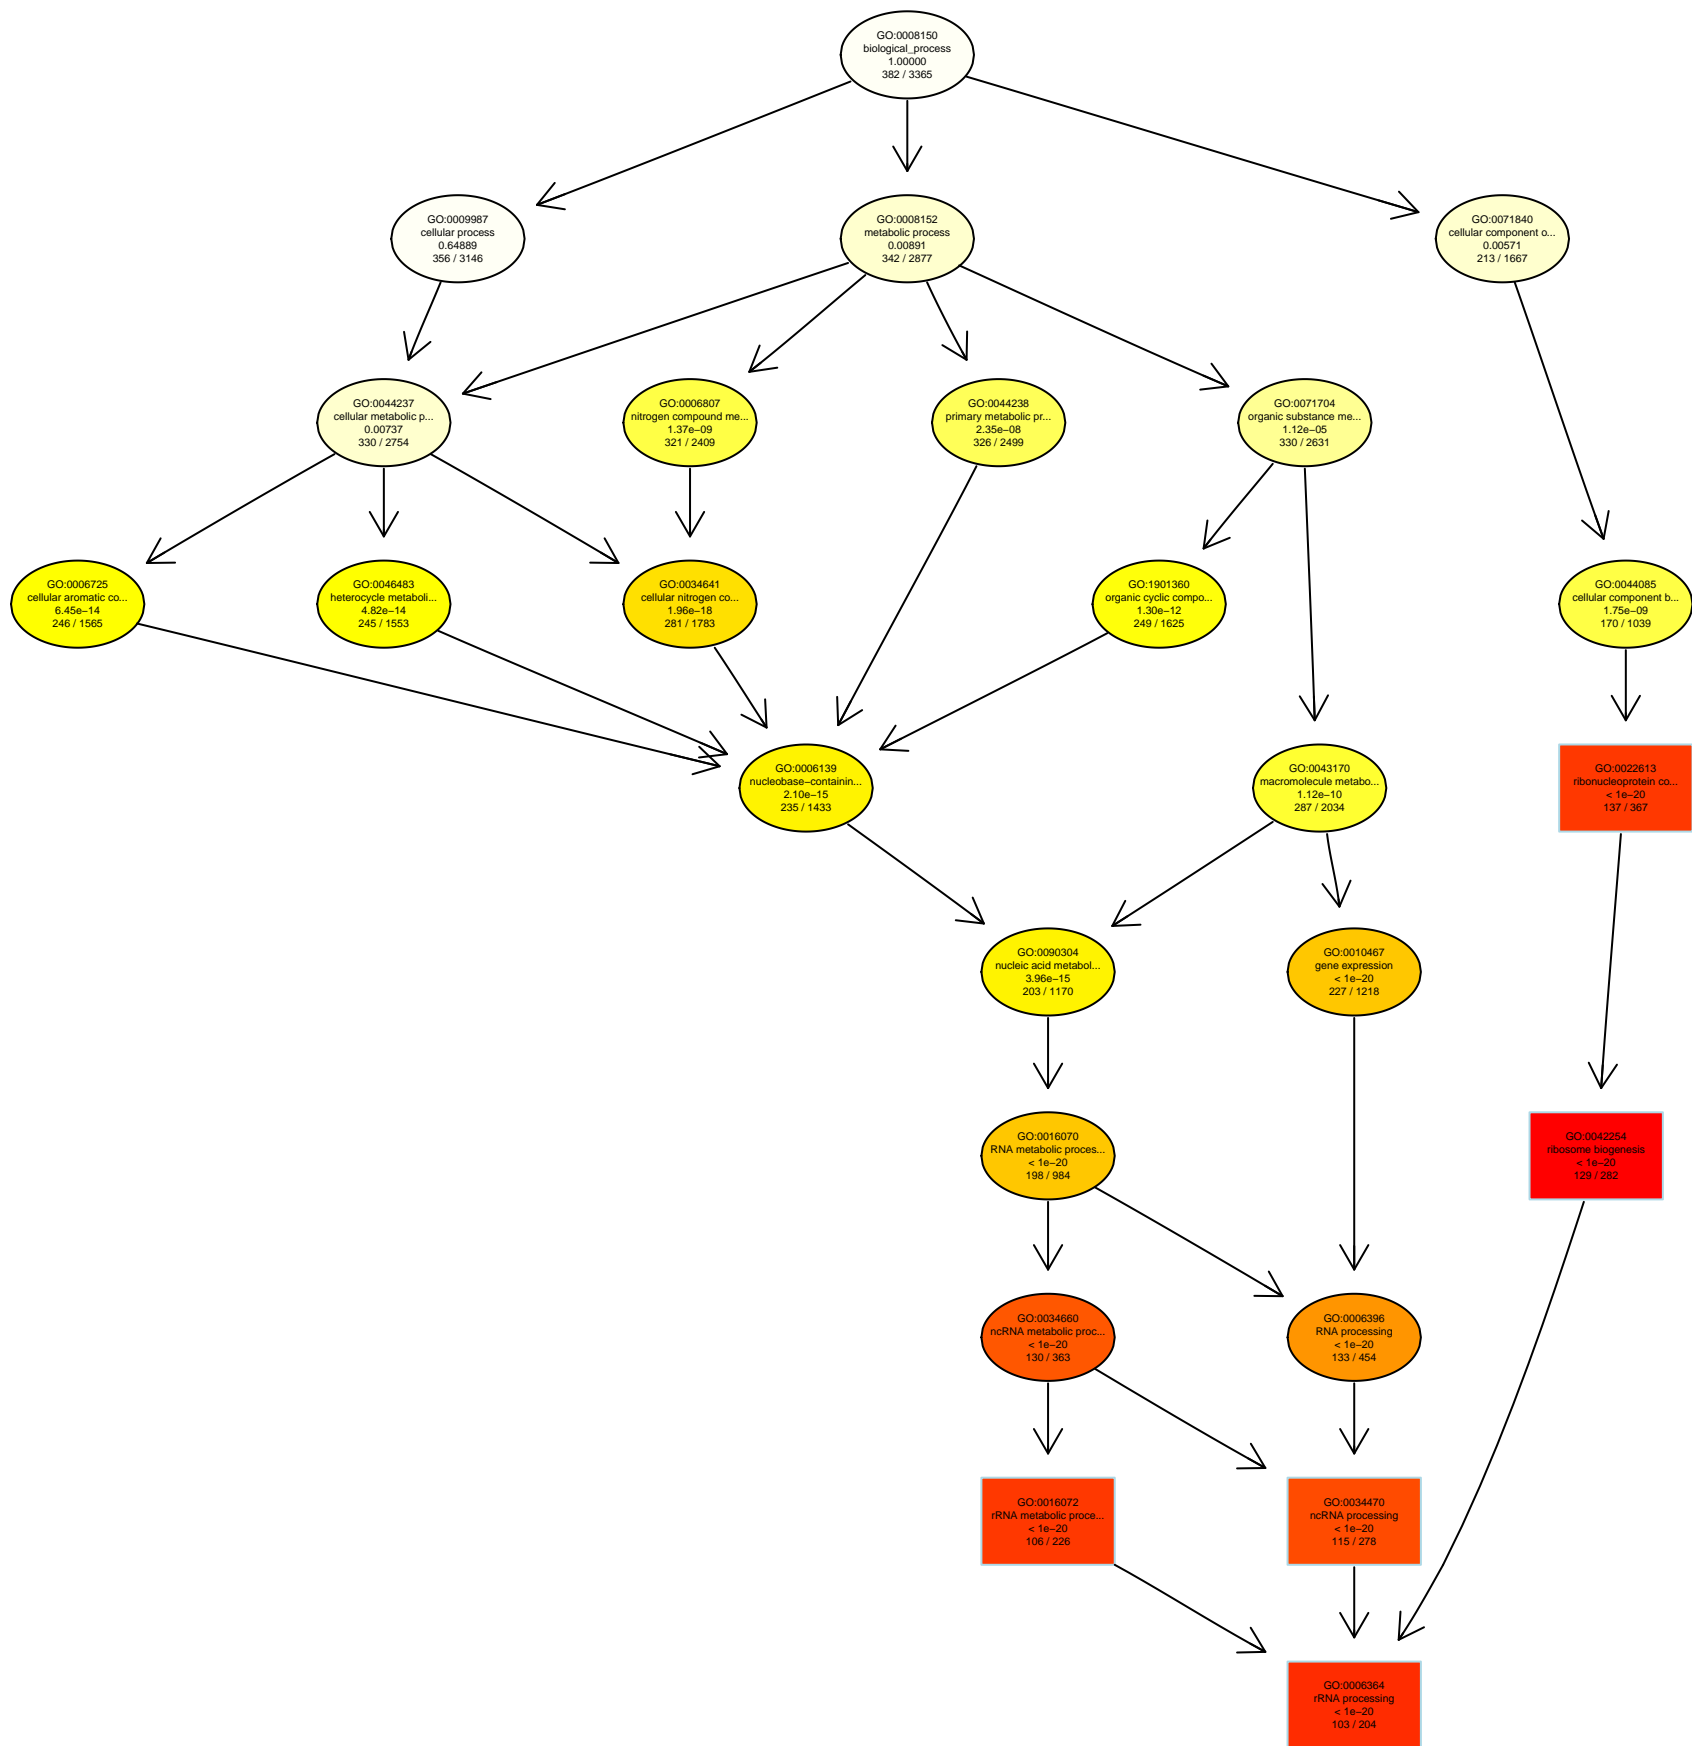 GO:0008150
biological_process
1.00000
382 / 3365
GO:0009987
cellular process
0.64889
356 / 3146
GO:0008152
metabolic process
0.00891
342 / 2877
GO:0071840
cellular component o...
0.00571
213 / 1667
GO:0044237
cellular metabolic p...
0.00737
330 / 2754
GO:0006807
nitrogen compound me...
1.37e−09
321 / 2409
GO:0044238
primary metabolic pr...
2.35e−08
326 / 2499
GO:0071704
organic substance me...
1.12e−05
330 / 2631
GO:0006725
cellular aromatic co...
6.45e−14
246 / 1565
GO:0046483
heterocycle metaboli...
4.82e−14
245 / 1553
GO:0034641
cellular nitrogen co...
1.96e−18
281 / 1783
GO:1901360
organic cyclic compo...
1.30e−12
249 / 1625
GO:0044085
cellular component b...
1.75e−09
170 / 1039
GO:0006139
nucleobase−containin...
2.10e−15
235 / 1433
GO:0043170
macromolecule metabo...
1.12e−10
287 / 2034
GO:0022613
ribonucleoprotein co...
< 1e−20
137 / 367
GO:0090304
nucleic acid metabol...
3.96e−15
203 / 1170
GO:0010467
gene expression
< 1e−20
227 / 1218
GO:0016070
RNA metabolic proces...
< 1e−20
198 / 984
GO:0042254
ribosome biogenesis
< 1e−20
129 / 282
GO:0034660
ncRNA metabolic proc...
< 1e−20
130 / 363
GO:0006396
RNA processing
< 1e−20
133 / 454
GO:0016072
rRNA metabolic proce...
< 1e−20
106 / 226
GO:0034470
ncRNA processing
< 1e−20
115 / 278
GO:0006364
rRNA processing
< 1e−20
103 / 204